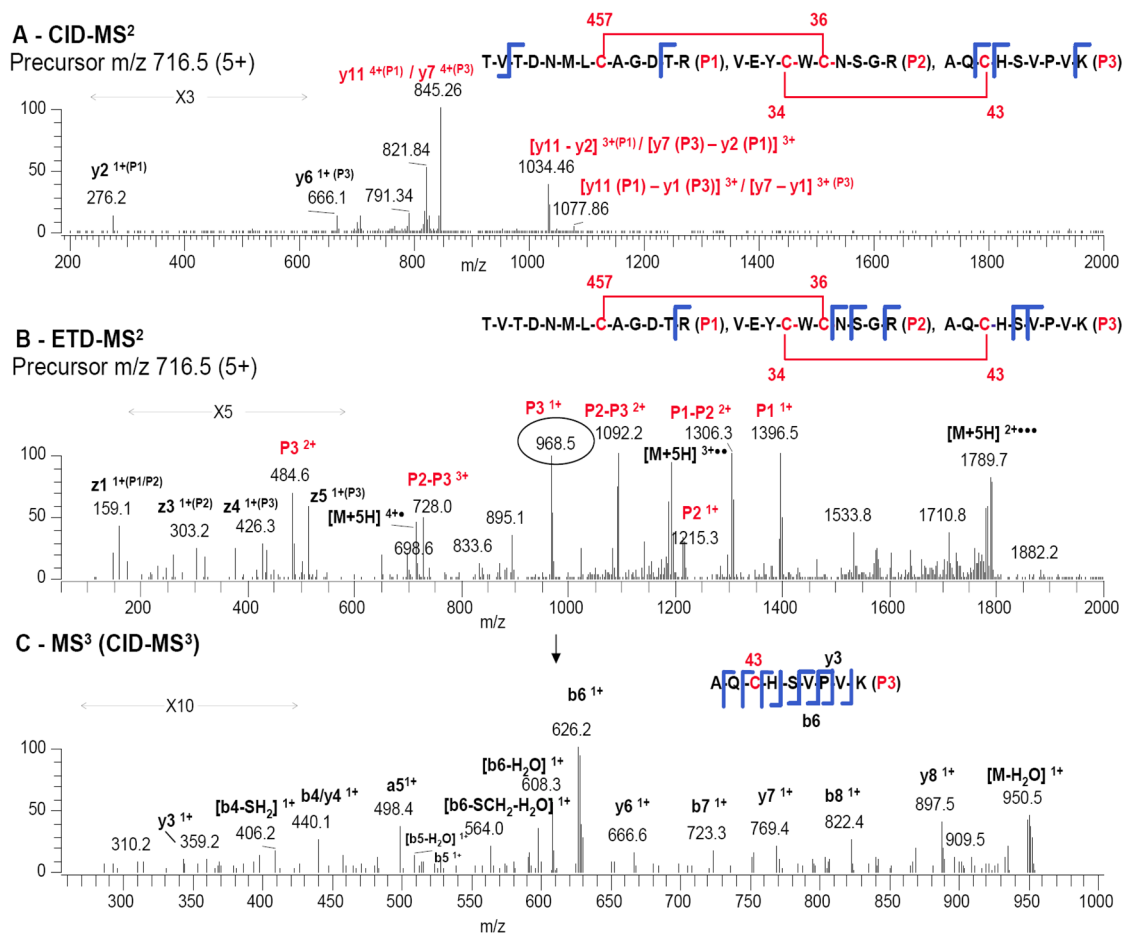 A - CID-MS²
Precursor m/z 716.5 (5+)
457
36
T-V-T-D-N-M-L-C-A-G-D-T-R (P1), V-E-Y-C-W-C-N-S-G-R (P2), A-Q-C-H-S-V-P-V-K (P3)
34
43
X3
y11 ⁴⁺⁽ᴾ¹⁾ / y7 ⁴⁺⁽ᴾ³⁾
845.26
821.84
791.34
y2 ¹⁺⁽ᴾ¹⁾
276.2
y6 ¹⁺⁽ᴾ³⁾
666.1
[y11 - y2] ³⁺⁽ᴾ¹⁾/ [y7 (P3) – y2 (P1)] ³⁺
1034.46
[y11 (P1) – y1 (P3)] ³⁺/ [y7 – y1] ³⁺ ⁽ᴾ³⁾
1077.86
100
50
0
200 400 600 800 1000 1200 1400 1600 1800 2000
m/z
B - ETD-MS²
Precursor m/z 716.5 (5+)
457
36
T-V-T-D-N-M-L-C-A-G-D-T-R (P1), V-E-Y-C-W-C-N-S-G-R (P2), A-Q-C-H-S-V-P-V-K (P3)
34
43
X5
z1 ¹⁺⁽ᴾ¹/ᴾ²⁾
159.1
z3 ¹⁺⁽ᴾ²⁾
303.2
z4 ¹⁺⁽ᴾ³⁾
426.3
P3 ²⁺
484.6
z5 ¹⁺⁽ᴾ³⁾
[M+5H] ⁴⁺•
698.6
P2-P3 ³⁺
728.0
833.6
895.1
P3 ¹⁺
968.5
P2-P3 ²⁺
1092.2
[M+5H] ³⁺••
P2 ¹⁺
1215.3
P1-P2 ²⁺
1306.3
P1 ¹⁺
1396.5
1533.8
1710.8
[M+5H] ²⁺•••
1789.7
1882.2
100
50
0
200 400 600 800 1000 1200 1400 1600 1800 2000
m/z
C - MS³ (CID-MS³)
43
y3
A-Q-C-H-S-V-P-V-K (P3)
b6
X10
310.2
y3 ¹⁺
359.2
[b4-SH₂] ¹⁺
406.2
b4/y4 ¹⁺
440.1
a5¹⁺
498.4
[b5-H₂O] ¹⁺
b5 ¹⁺
[b6-SCH₂-H₂O] ¹⁺
564.0
[b6-H₂O] ¹⁺
608.3
b6 ¹⁺
626.2
y6 ¹⁺
666.6
b7 ¹⁺
723.3
y7 ¹⁺
769.4
b8 ¹⁺
822.4
y8 ¹⁺
897.5
909.5
[M-H₂O] ¹⁺
950.5
100
50
0
300 350 400 450 500 550 600 650 700 750 800 850 900 950 1000
m/z